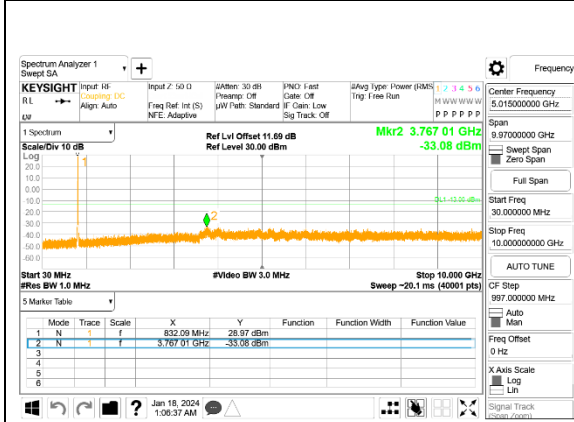 Spectrum Analyzer 1
Swept SA
Frequency
KEYSIGHT
RL
Input: RF
Coupling: DC
Align: Auto
Input Z: 50 Ω
Freq Ref: Int (S)
NFE: Adaptive
#Atten: 30 dB
Preamp: Off
µW Path: Standard
PNO: Fast
Gate: Off
IF Gain: Low
Sig Track: Off
#Avg Type: Power (RMS)
Trig: Free Run
1 2 3 4 5 6
M W W W W W
P P P P P P
1 Spectrum
Scale/Div 10 dB
Ref Lvl Offset 11.69 dB
Ref Level 30.00 dBm
Mkr2 3.767 01 GHz
-33.08 dBm
Log
20.0
10.0
0.00
-10.0
-20.0
-30.0
-40.0
-50.0
-60.0
1
2
DL1 -13.00 dBm
Start 30 MHz
#Res BW 1.0 MHz
#Video BW 3.0 MHz
Stop 10.000 GHz
Sweep ~20.1 ms (40001 pts)
5 Marker Table
Mode Trace Scale X Y Function Function Width Function Value
1 N 1 f 832.09 MHz 28.97 dBm
2 N 1 f 3.767 01 GHz -33.08 dBm
3
4
5
6
Center Frequency
5.015000000 GHz
Span
9.97000000 GHz
Swept Span
Zero Span
Full Span
Start Freq
30.000000 MHz
Stop Freq
10.000000000 GHz
AUTO TUNE
CF Step
997.000000 MHz
Auto
Man
Freq Offset
0 Hz
X Axis Scale
Log
Lin
Signal Track
(Span Zoom)
?
Jan 18, 2024
1:06:37 AM